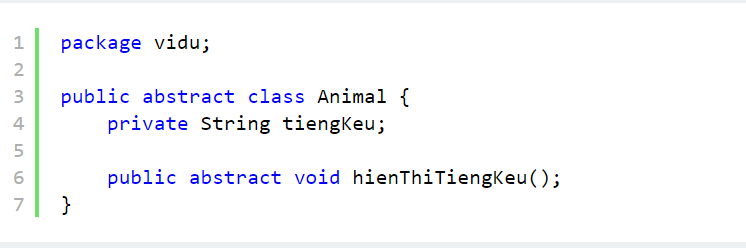 1 package vidu;
2
3 public abstract class Animal {
4     private String tiengKeu;
5
6     public abstract void hienThiTiengKeu();
7 }